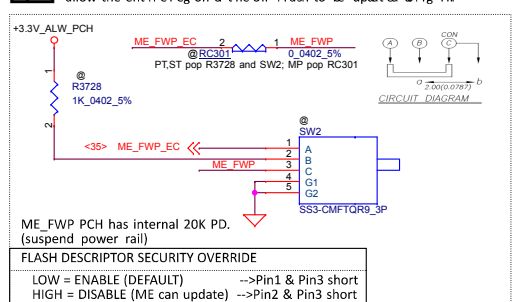 +3.3V_ALW_PCH
ME_FWP_EC 2 1 ME_FWP
@ RC301 0_0402_5%
PT,ST pop R3728 and SW2; MP pop RC301
A B CON C
a 2.00(0.0787) b
CIRCUIT DIAGRAM
1
@
R3728
1K_0402_5%
2
@
SW2
<35> ME_FWP_EC 1 A
2 B
ME_FWP 3 C
4 G1
5 G2
SS3-CMFTQR9_3P
ME_FWP PCH has internal 20K PD.
(suspend power rail)
FLASH DESCRIPTOR SECURITY OVERRIDE
LOW = ENABLE (DEFAULT) -->Pin1 & Pin3 short
HIGH = DISABLE (ME can update) -->Pin2 & Pin3 short